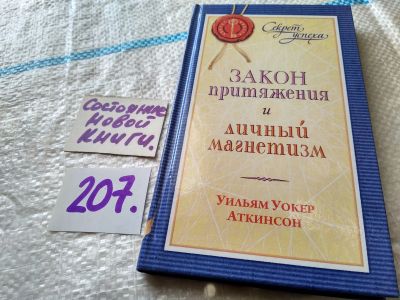 Состояние
новой
книги.
207.
Секрет
успеха
ЗАКОН
притяжения
и
личный
магнетизм
Уильям Уокер
Аткинсон